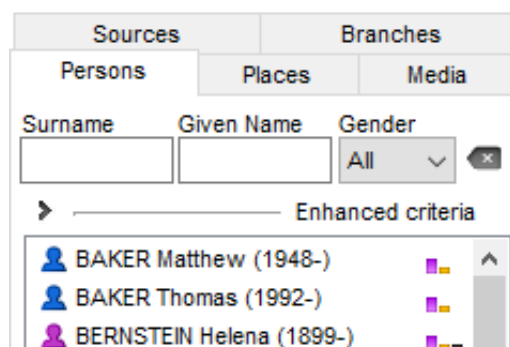 Sources Branches
Persons Places Media
Surname Given Name Gender
All
Enhanced criteria
BAKER Matthew (1948-)
BAKER Thomas (1992-)
BERNSTEIN Helena (1899-)